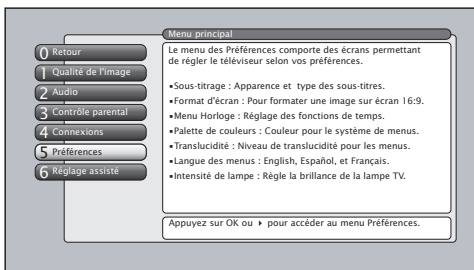 Menu principal
0 Retour
1 Qualité de l'image
2 Audio
3 Contrôle parental
4 Connexions
5 Préférences
6 Réglage assisté
Le menu des Préférences comporte des écrans permettant
de régler le téléviseur selon vos préférences.
▪Sous-titrage : Apparence et type des sous-titres.
▪Format d'écran : Pour formater une image sur écran 16:9.
▪Menu Horloge : Réglage des fonctions de temps.
▪Palette de couleurs : Couleur pour le système de menus.
▪Translucidité : Niveau de translucidité pour les menus.
▪Langue des menus : English, Español, et Français.
▪Intensité de lampe : Règle la brillance de la lampe TV.
Appuyez sur OK ou ▸ pour accéder au menu Préférences.